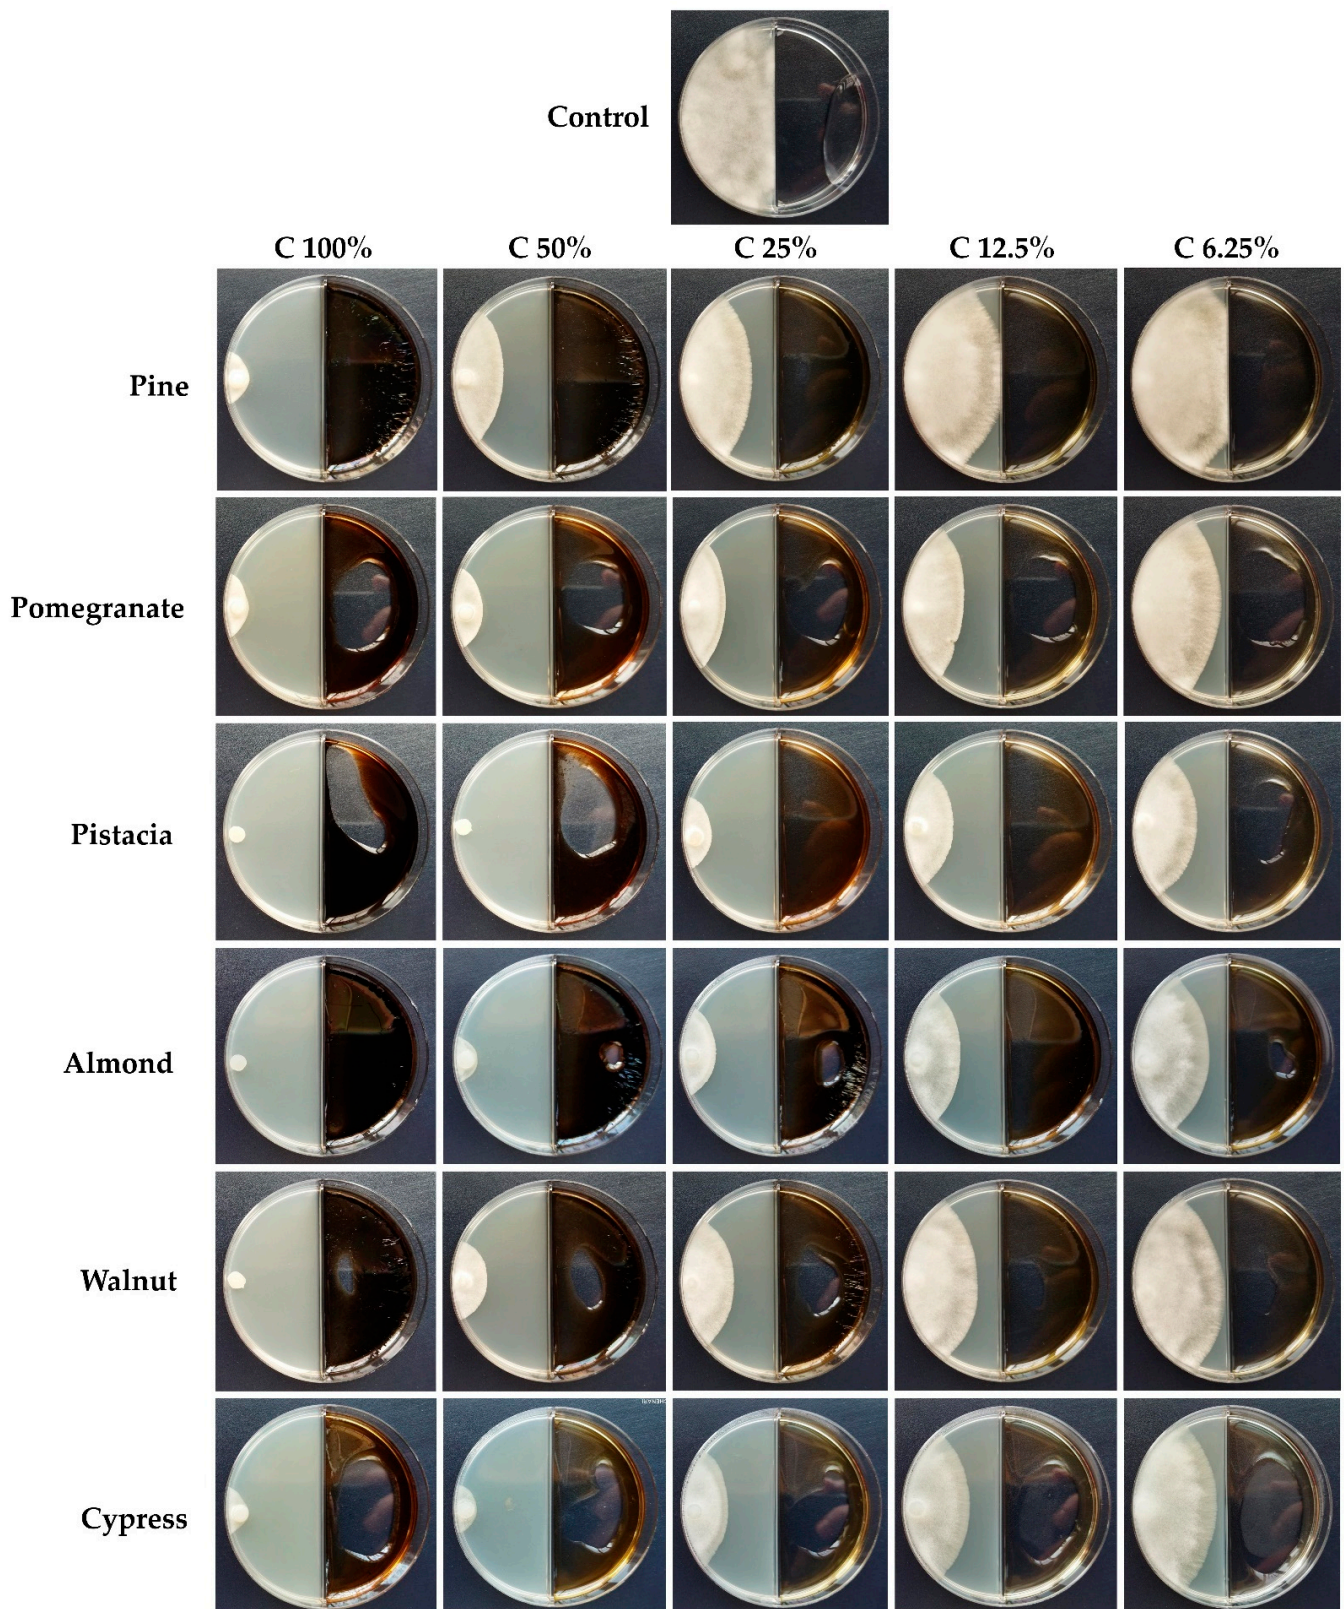 Control
C 100% C 50% C 25% C 12.5% C 6.25%
Pine
Pomegranate
Pistacia
Almond
Walnut
Cypress